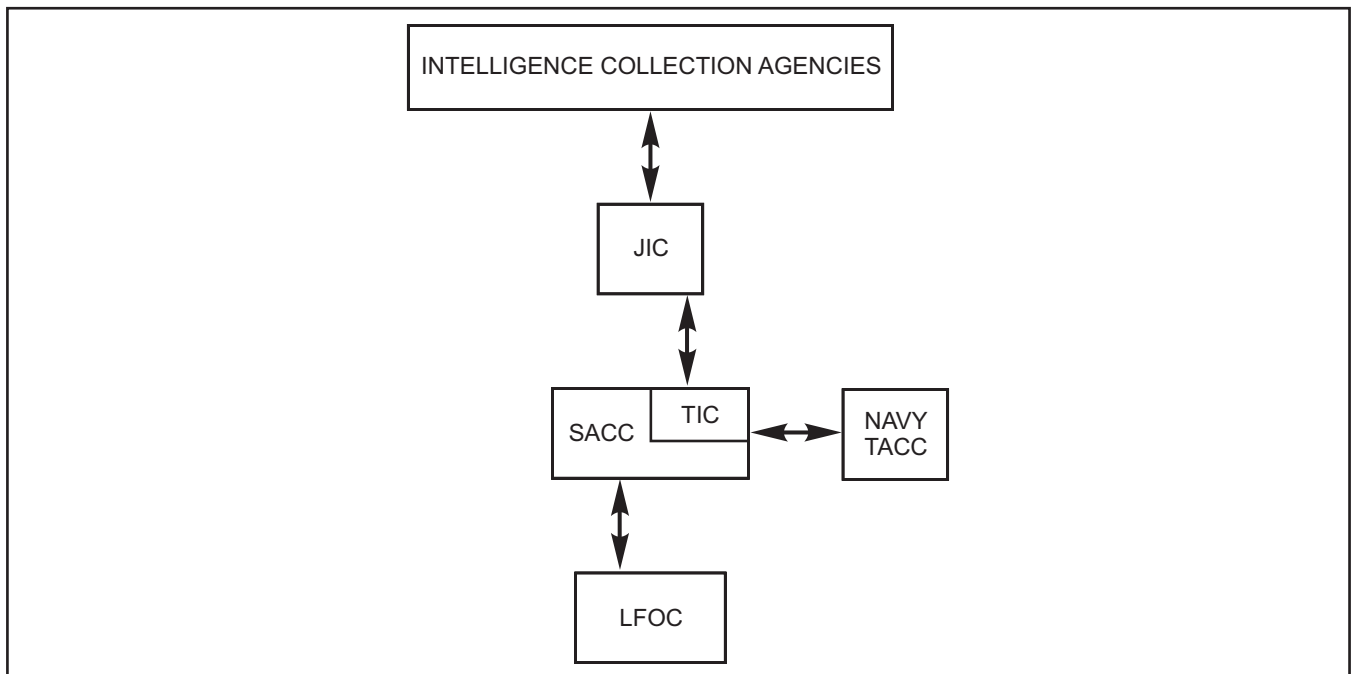 INTELLIGENCE COLLECTION AGENCIES
JIC
TIC
SACC
NAVY
TACC
LFOC